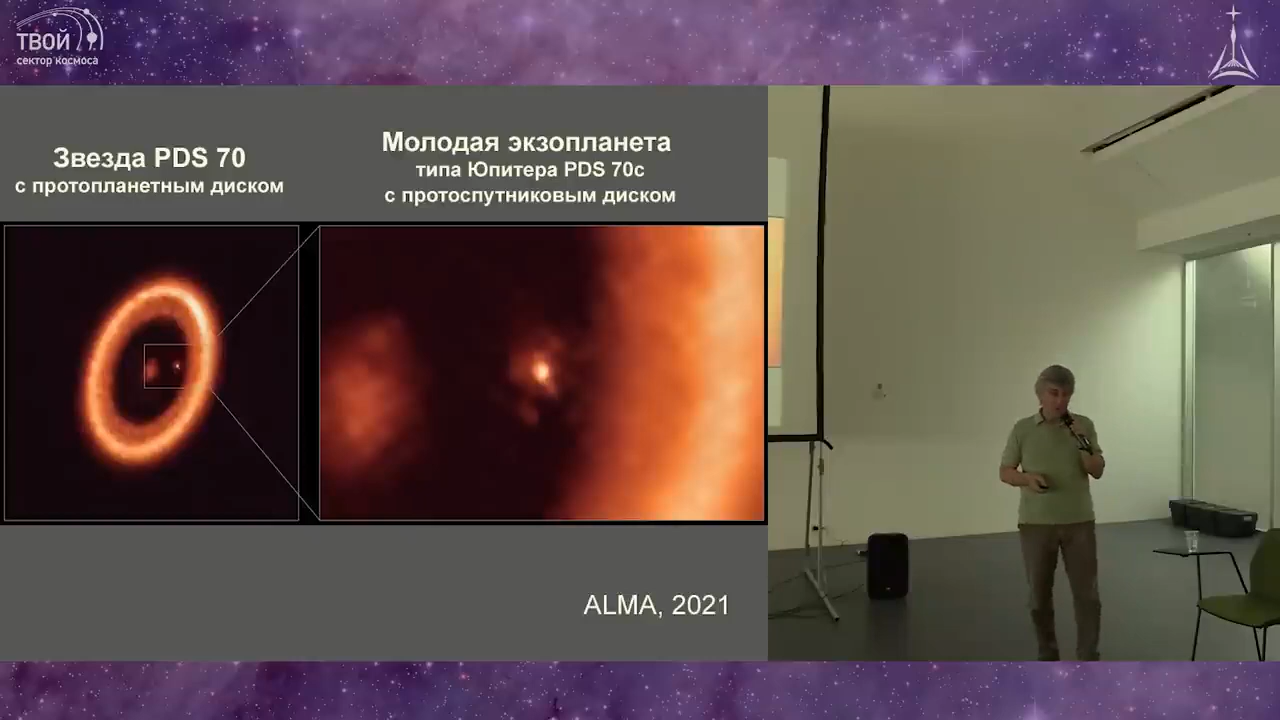 ТВОЙ
сектор космоса
Звезда PDS 70
с протопланетным диском
Молодая экзопланета
типа Юпитера PDS 70c
с протоспутниковым диском
ALMA, 2021